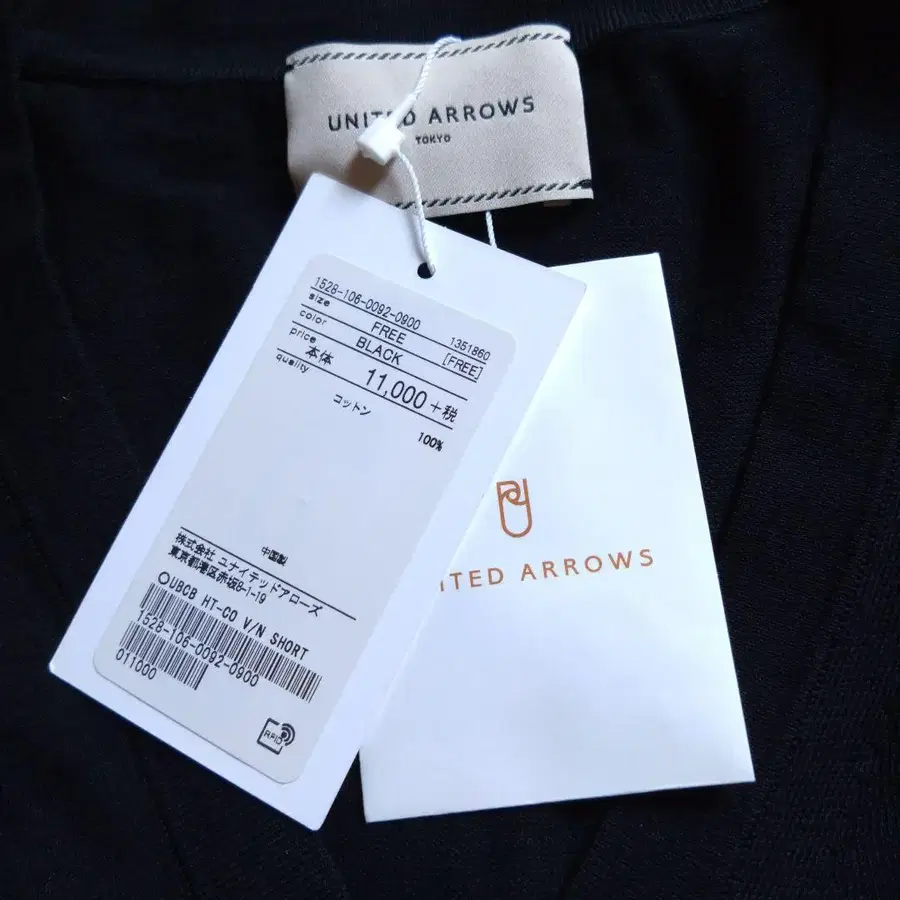 UNITED ARROWS
TOKYO
1528-106-0092-0900
size FREE 1351860
color BLACK [FREE]
price 本体 11,000+税
quality
コットン 100%
中国製
株式会社 ユナイテッドアローズ
東京都港区赤坂8-1-19
OUBCB HT-CO V/N SHORT
1528-106-0092-0900
011000
RFID
ITED ARROWS